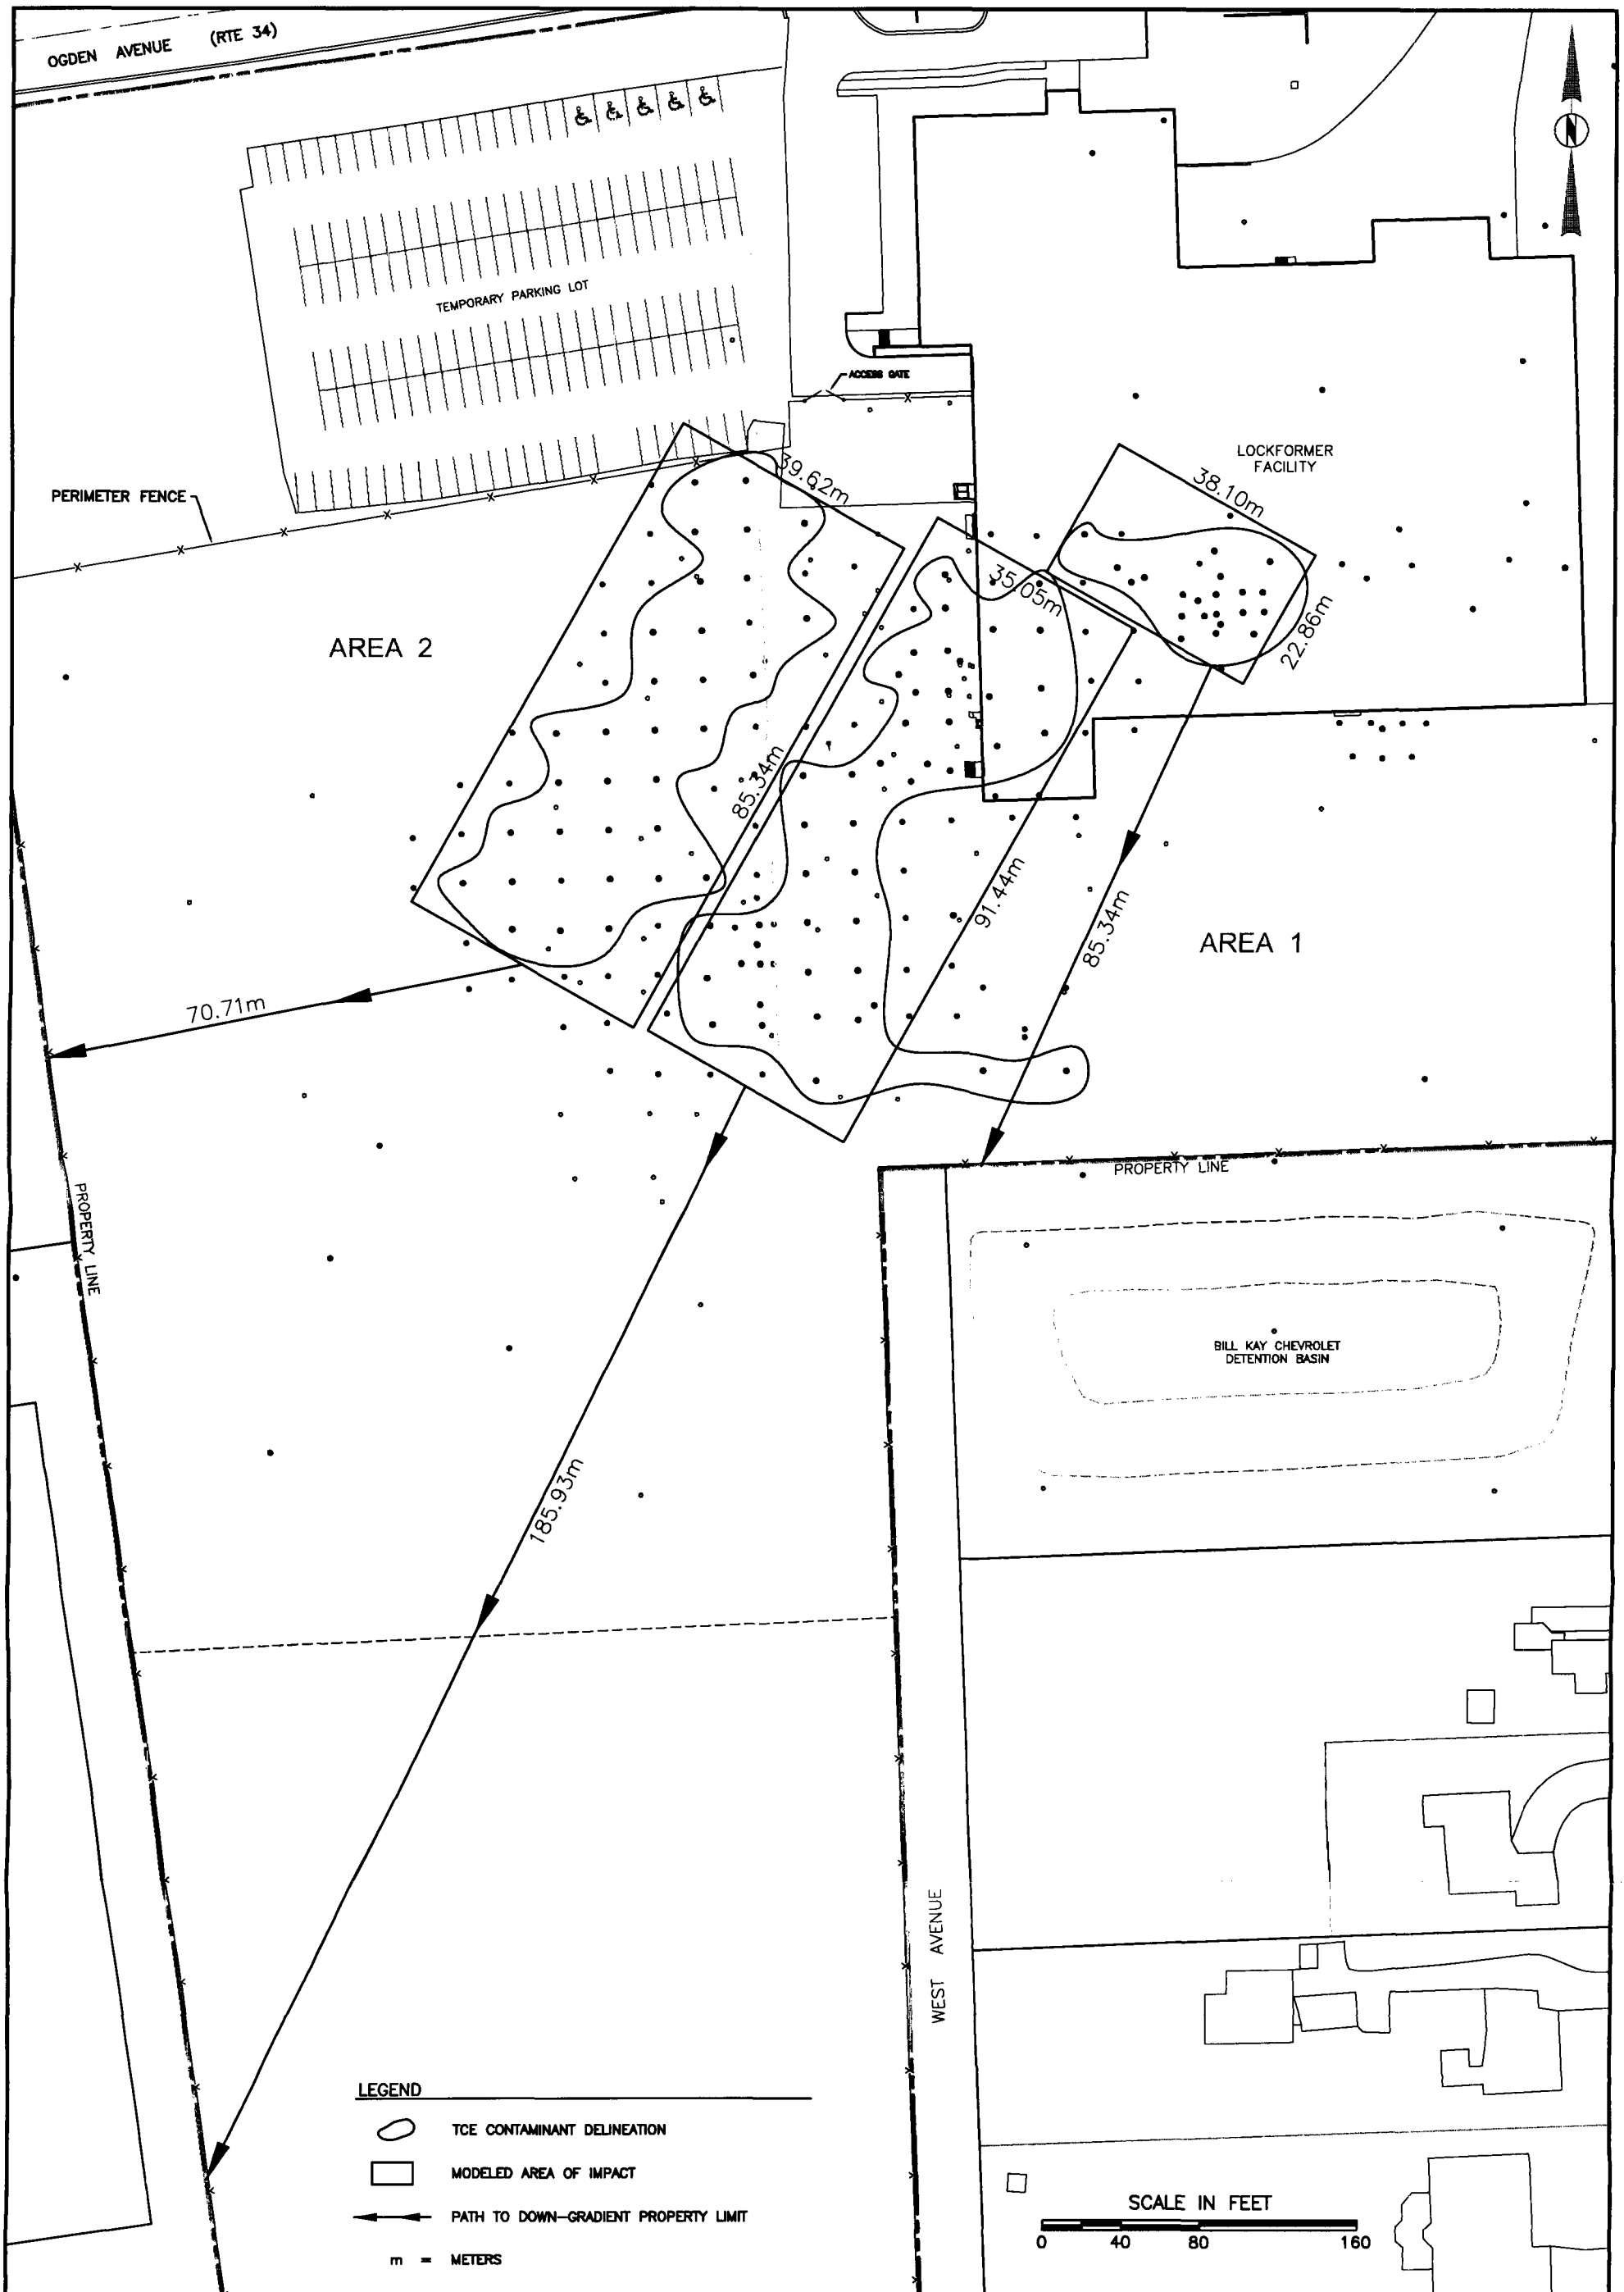 OGDEN AVENUE (RTE 34)
N
TEMPORARY PARKING LOT
ACCESS GATE
LOCKFORMER
FACILITY
PERIMETER FENCE
39.62m
38.10m
35.05m
22.86m
AREA 2
85.34m
91.44m
85.34m
AREA 1
70.71m
PROPERTY LINE
PROPERTY LINE
BILL KAY CHEVROLET
DETENTION BASIN
185.93m
WEST AVENUE
LEGEND
TCE CONTAMINANT DELINEATION
MODELED AREA OF IMPACT
PATH TO DOWN-GRADIENT PROPERTY LIMIT
m = METERS
SCALE IN FEET
0 40 80 160